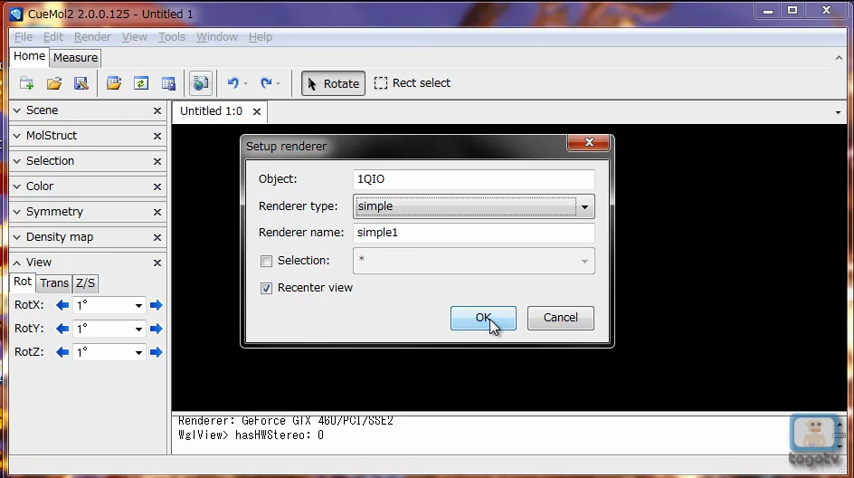 CueMol2 2.0.0.125 - Untitled 1
File Edit Render View Tools Window Help
Home Measure
Rotate Rect select
Scene
MolStruct
Selection
Color
Symmetry
Density map
View
Rot Trans Z/S
RotX: 1°
RotY: 1°
RotZ: 1°
Untitled 1:0
Setup renderer
Object: 1QIO
Renderer type: simple
Renderer name: simple1
Selection: *
Recenter view
OK Cancel
Renderer: GeForce GTX 460/PCI/SSE2
WglView> hasHWStereo: 0
togotv